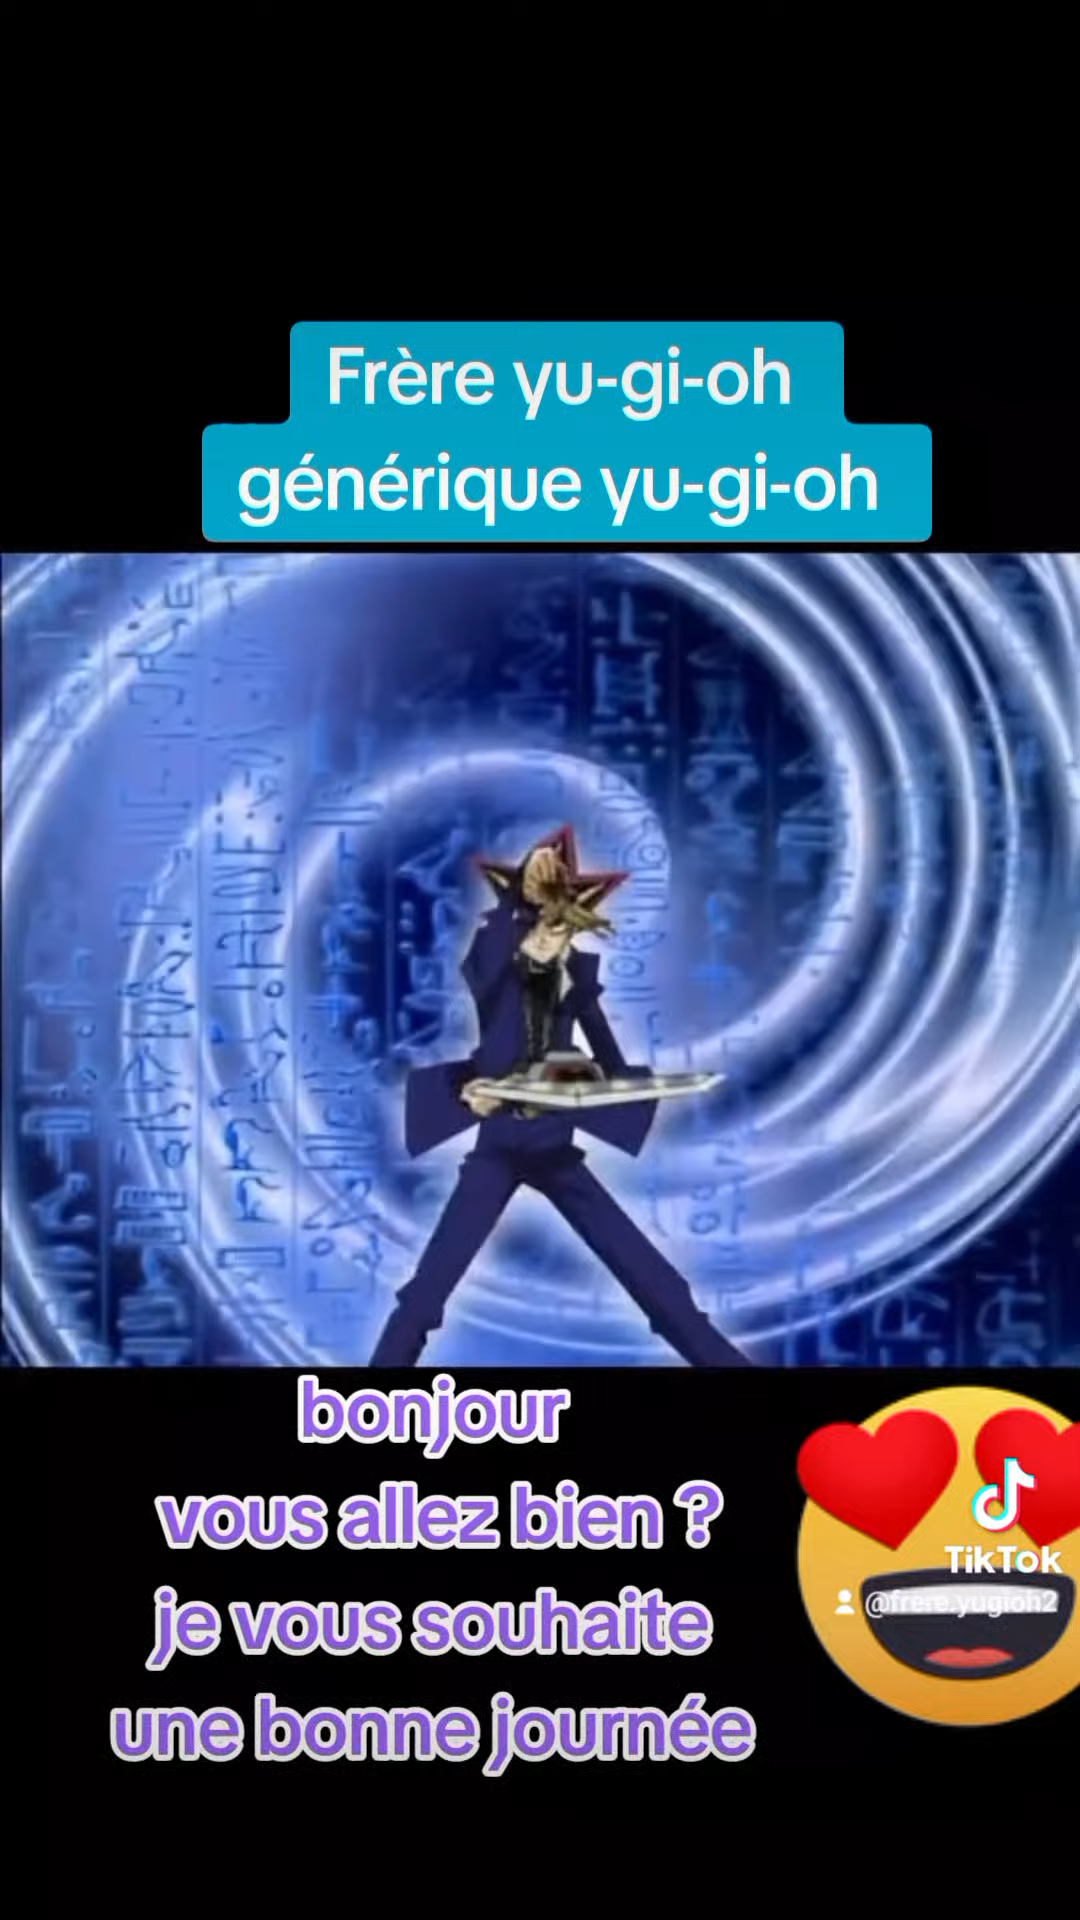 Frère yu-gi-oh
générique yu-gi-oh
bonjour
vous allez bien ?
je vous souhaite
une bonne journée
TikTok
@frere.yugioh2